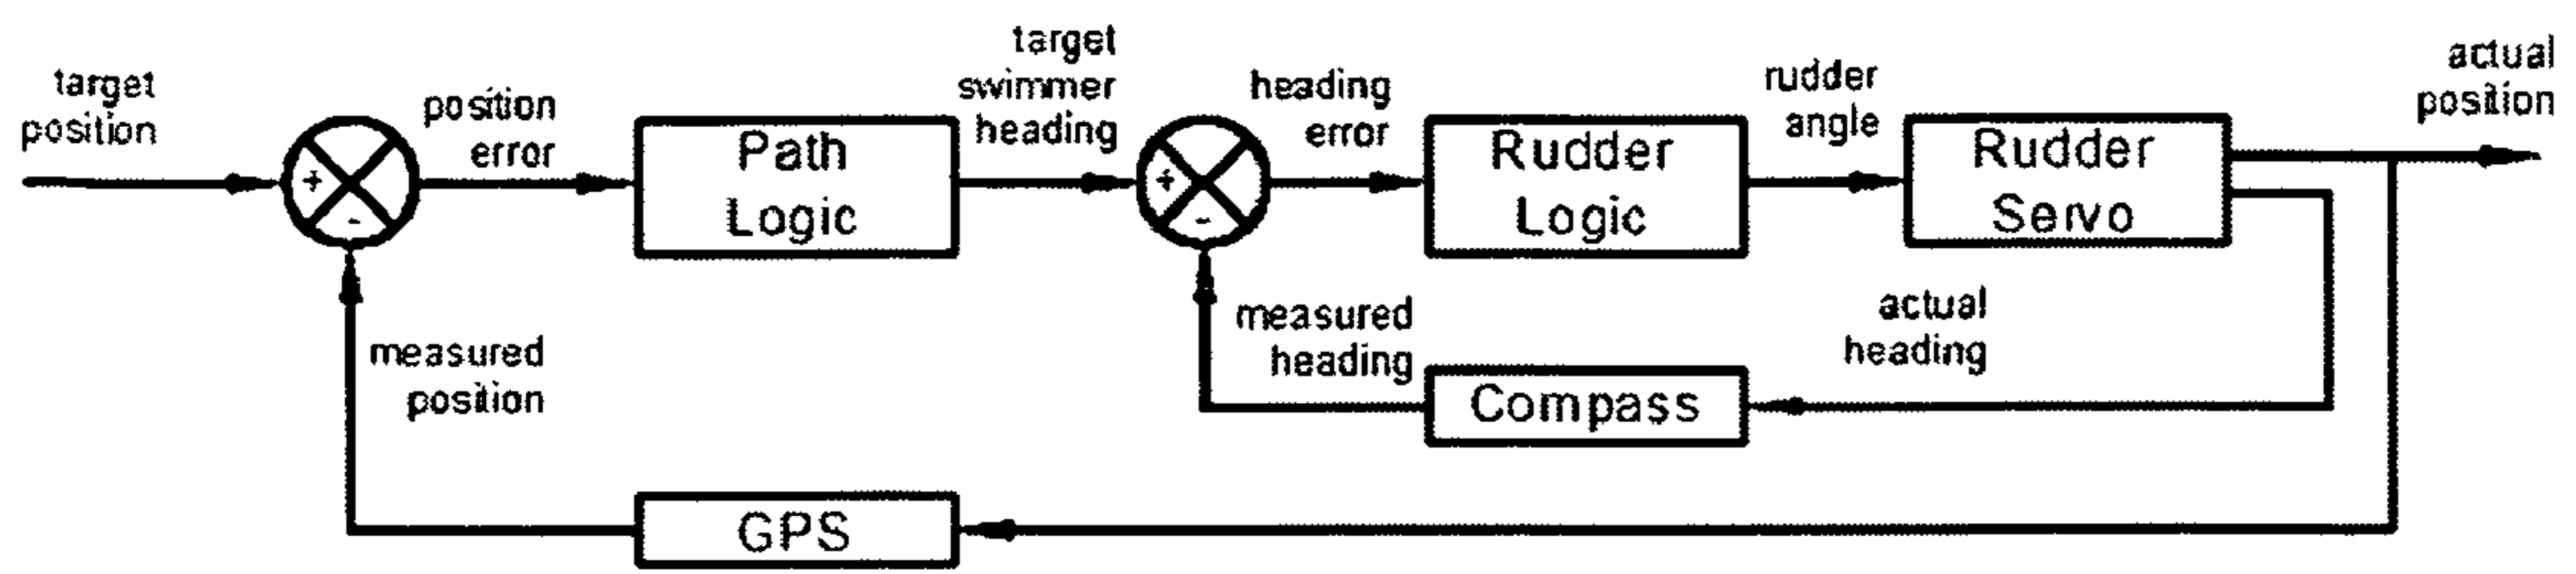 target
position
+
-
position
error
Path
Logic
target
swimmer
heading
+
-
heading
error
Rudder
Logic
rudder
angle
Rudder
Servo
actual
position
measured
position
measured
heading
Compass
actual
heading
GPS